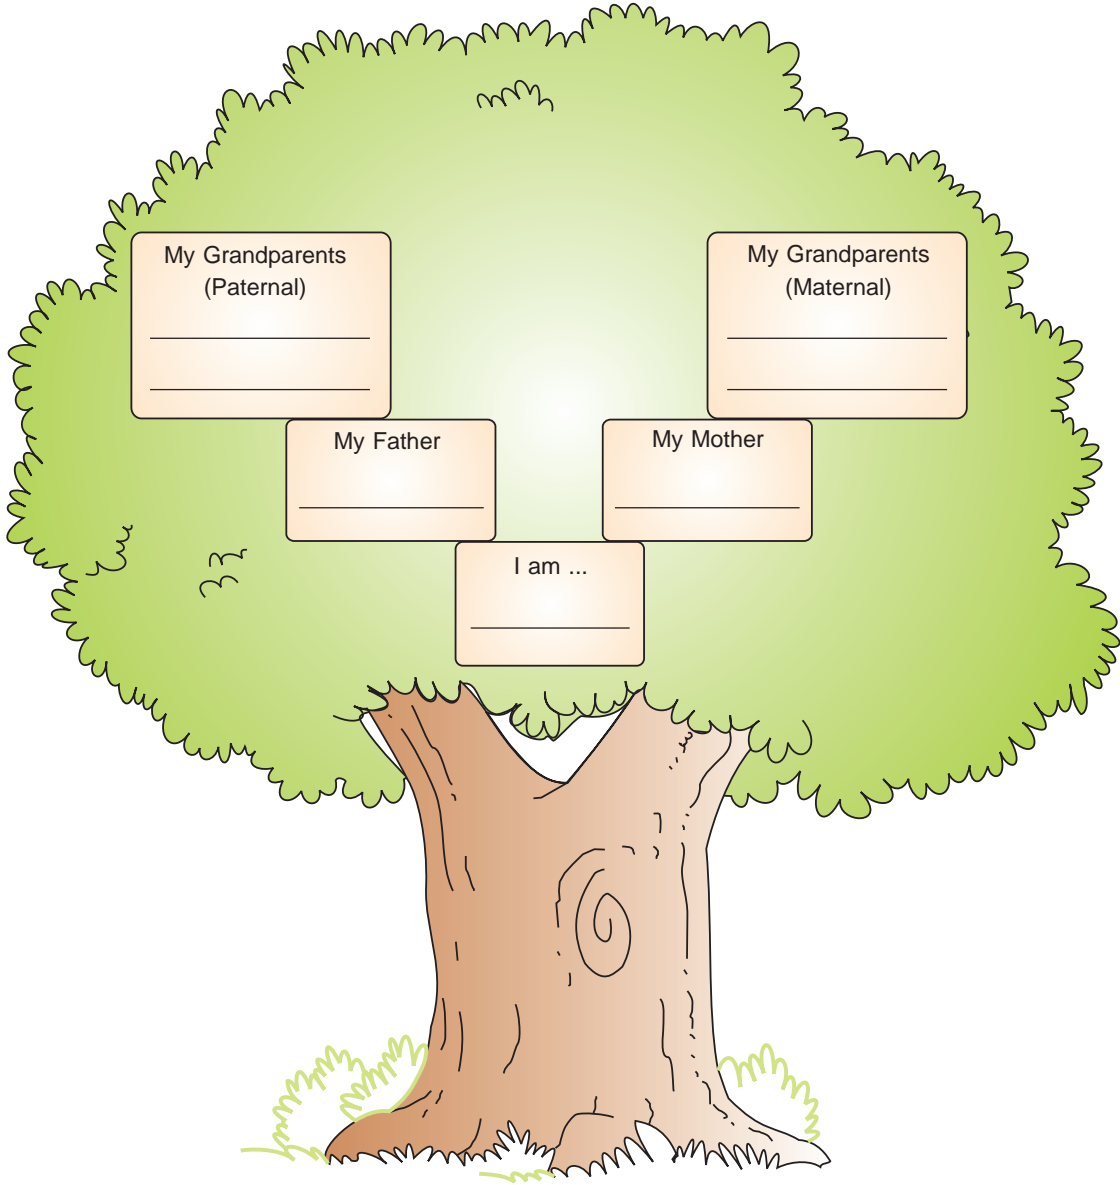 My Grandparents
(Paternal)
My Grandparents
(Maternal)
My Father
My Mother
I am ...